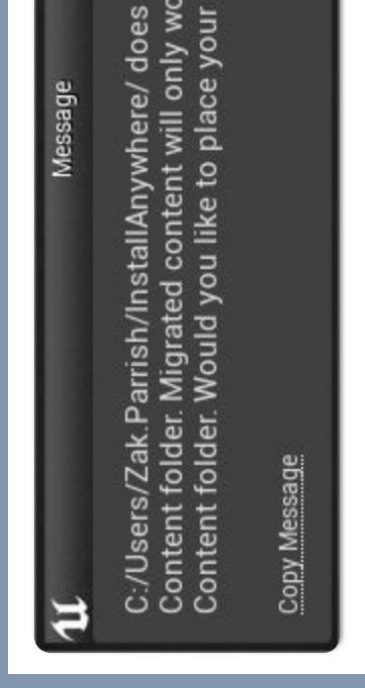 Message
C:/Users/Zak.Parrish/InstallAnywhere/ does
Content folder. Migrated content will only wo
Content folder. Would you like to place your
Copy Message